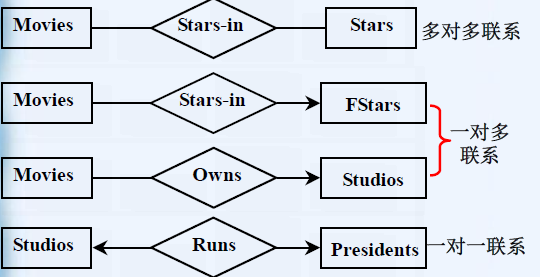 Movies Stars-in Stars 多对多联系
Movies Stars-in FStars
一对多
联系
Movies Owns Studios
Studios Runs Presidents 一对一联系